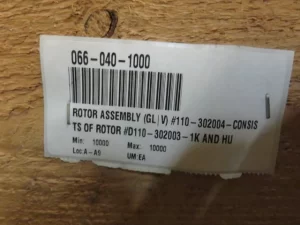 066-040-1000
ROTOR ASSEMBLY (GL|V) #110-302004-CONSIS
TS OF ROTOR #D110-302003-1K AND HU
Min: 10000 Max: 10000
Loc:A-A6 UM:EA